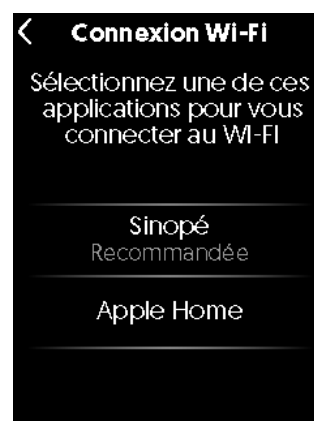 Connexion Wi-Fi
Sélectionnez une de ces
applications pour vous
connecter au WI-FI
Sinopé
Recommandée
Apple Home